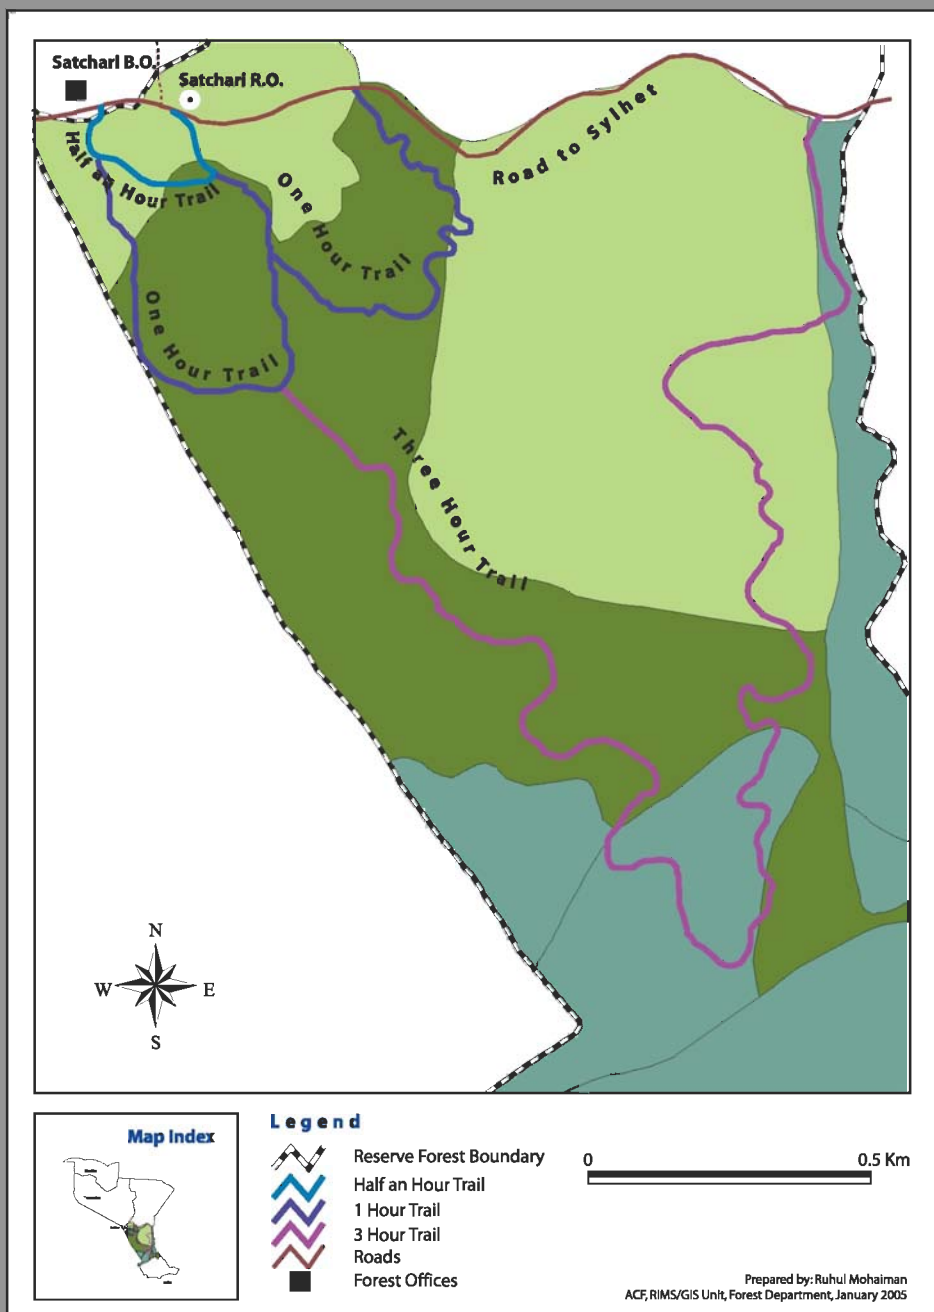 Satchari B.O.
Satchari R.O.
Road to Sylhet
Half an Hour Trail
One Hour Trail
One Hour Trail
Three Hour Trail
N
W E
S
Map Index
Legend
Reserve Forest Boundary
Half an Hour Trail
1 Hour Trail
3 Hour Trail
Roads
Forest Offices
0 0.5 Km
Prepared by: Ruhul Mohaiman
ACF, RIMS/GIS Unit, Forest Department, January 2005